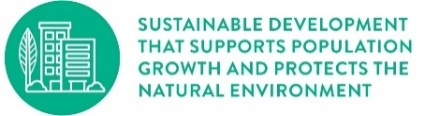 SUSTAINABLE DEVELOPMENT
THAT SUPPORTS POPULATION
GROWTH AND PROTECTS THE
NATURAL ENVIRONMENT